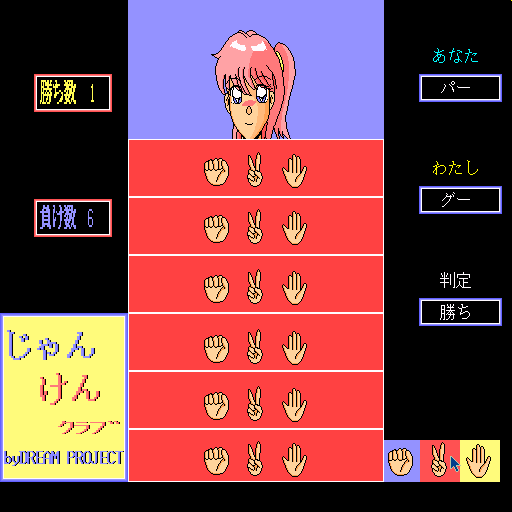 勝ち数 1
負け数 6
じゃん
けん
クラブ
byDREAM PROJECT
あなた
パー
わたし
グー
判定
勝ち